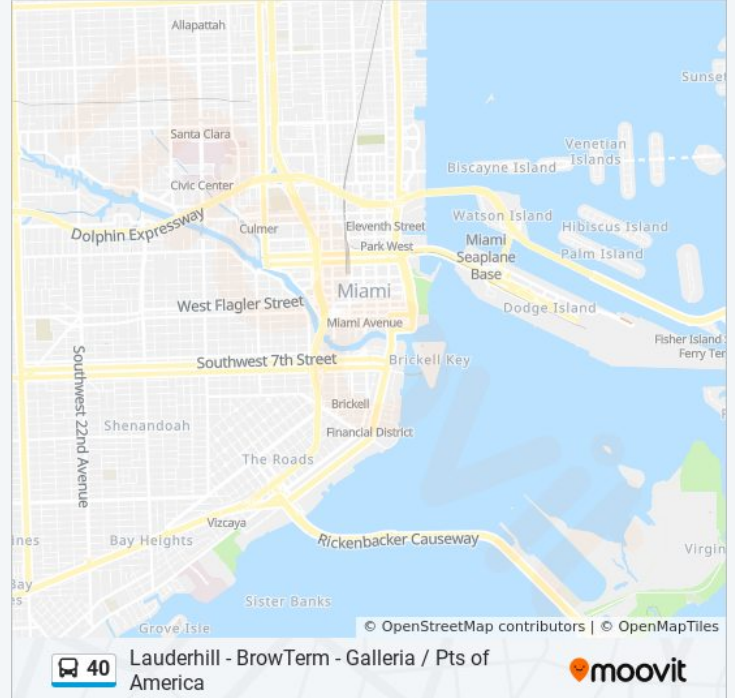 Allapattah
Sunset
Santa Clara
Venetian
Islands
Biscayne Island
Civic Center
Watson Island
Dolphin Expressway
Culmer
Eleventh Street
Hibiscus Island
Park West
Miami
Seaplane
Base
Palm Island
Miami
West Flagler Street
Dodge Island
Miami Avenue
Fisher Island
Ferry Ter
Southwest 7th Street
Brickell Key
Southwest 22nd Avenue
Brickell
Shenandoah
Financial District
The Roads
Vizcaya
ines
Bay Heights
Rickenbacker Causeway
Virgin
Bay
es
Sister Banks
Grove Isle
© OpenStreetMap contributors | © OpenMapTiles
40
Lauderhill - BrowTerm - Galleria / Pts of
America
moovit